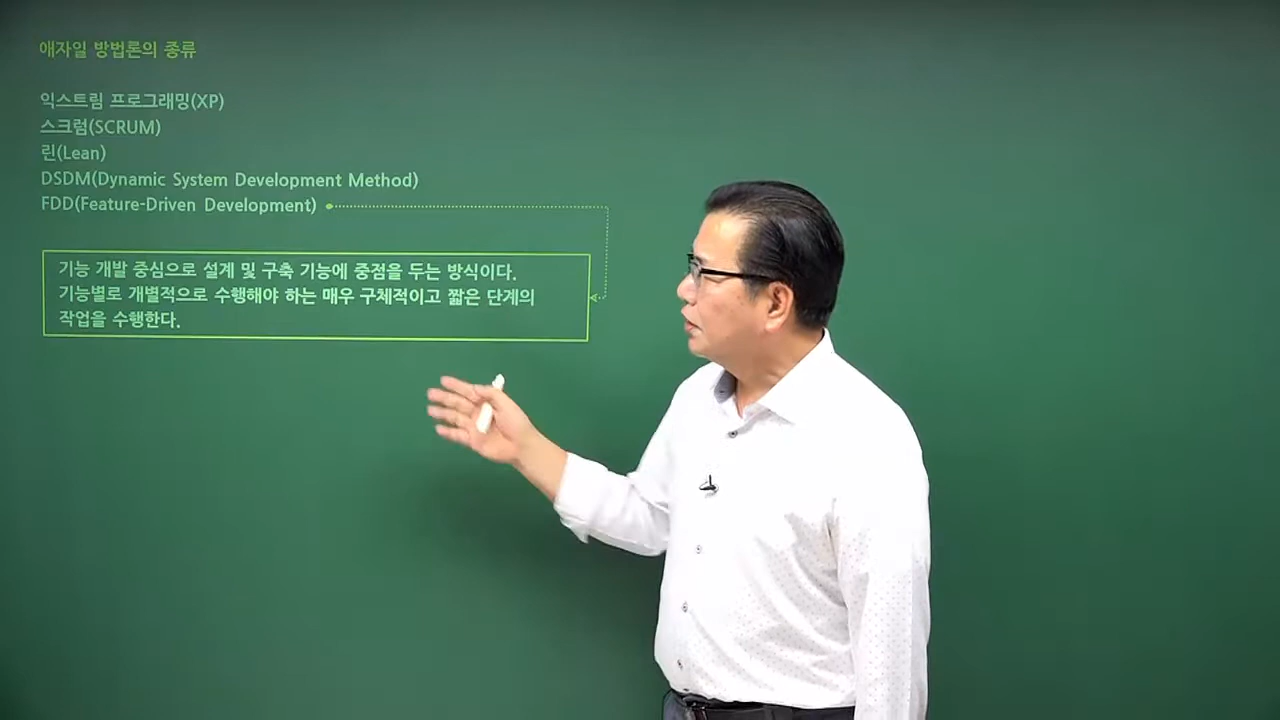 애자일 방법론의 종류
익스트림 프로그래밍(XP)
스크럼(SCRUM)
린(Lean)
DSDM(Dynamic System Development Method)
FDD(Feature-Driven Development)
기능 개발 중심으로 설계 및 구축 기능에 중점을 두는 방식이다.
기능별로 개별적으로 수행해야 하는 매우 구체적이고 짧은 단계의
작업을 수행한다.